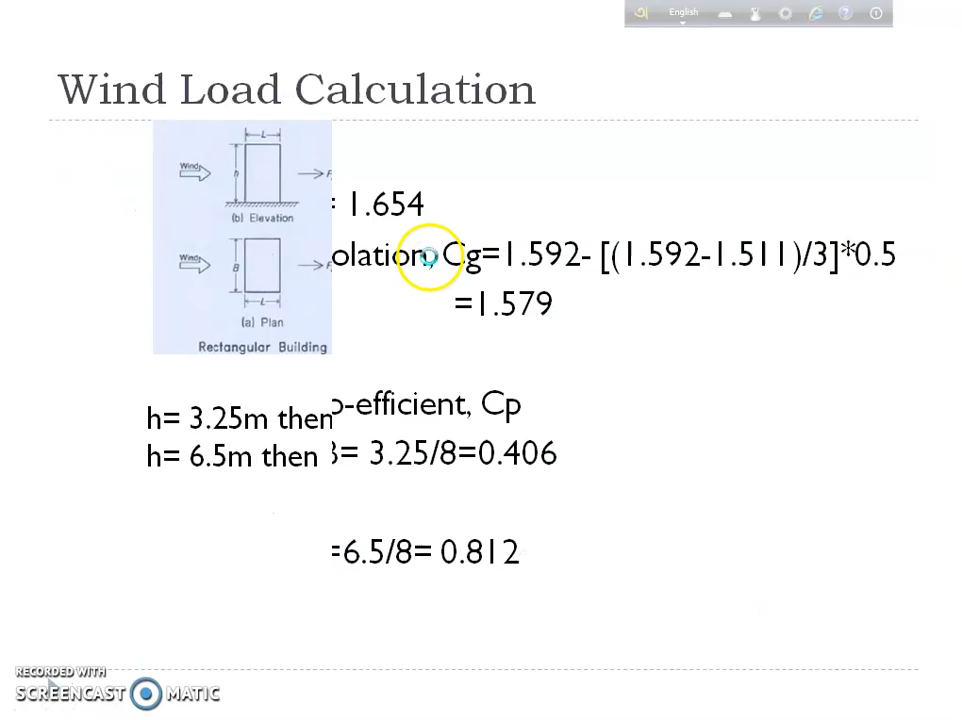 English
Wind Load Calculation
L
Wind
h
F
(b) Elevation
= 1.654
olation, Cg=1.592- [(1.592-1.511)/3]*0.5
Wind
B
L
=1.579
(a) Plan
Rectangular Building
o-efficient, Cp
h= 3.25m then
h= 6.5m then
= 3.25/8=0.406
=6.5/8= 0.812
RECORDED WITH
SCREENCAST MATIC